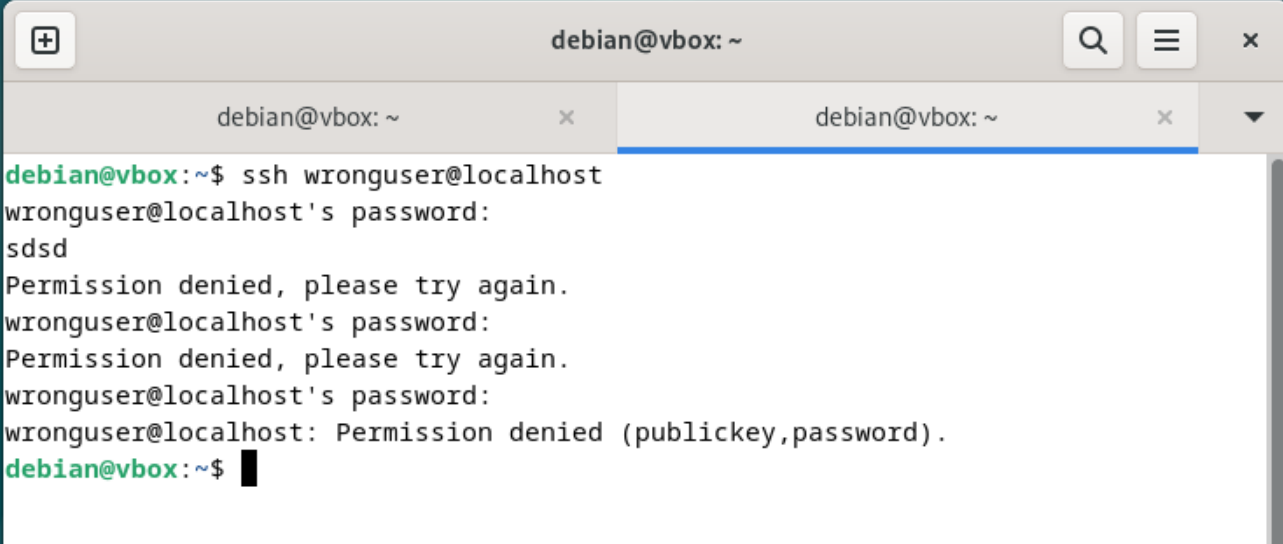 debian@vbox: ~
debian@vbox: ~
debian@vbox: ~
debian@vbox:~$ ssh wronguser@localhost
wronguser@localhost's password:
sdsd
Permission denied, please try again.
wronguser@localhost's password:
Permission denied, please try again.
wronguser@localhost's password:
wronguser@localhost: Permission denied (publickey,password).
debian@vbox:~$